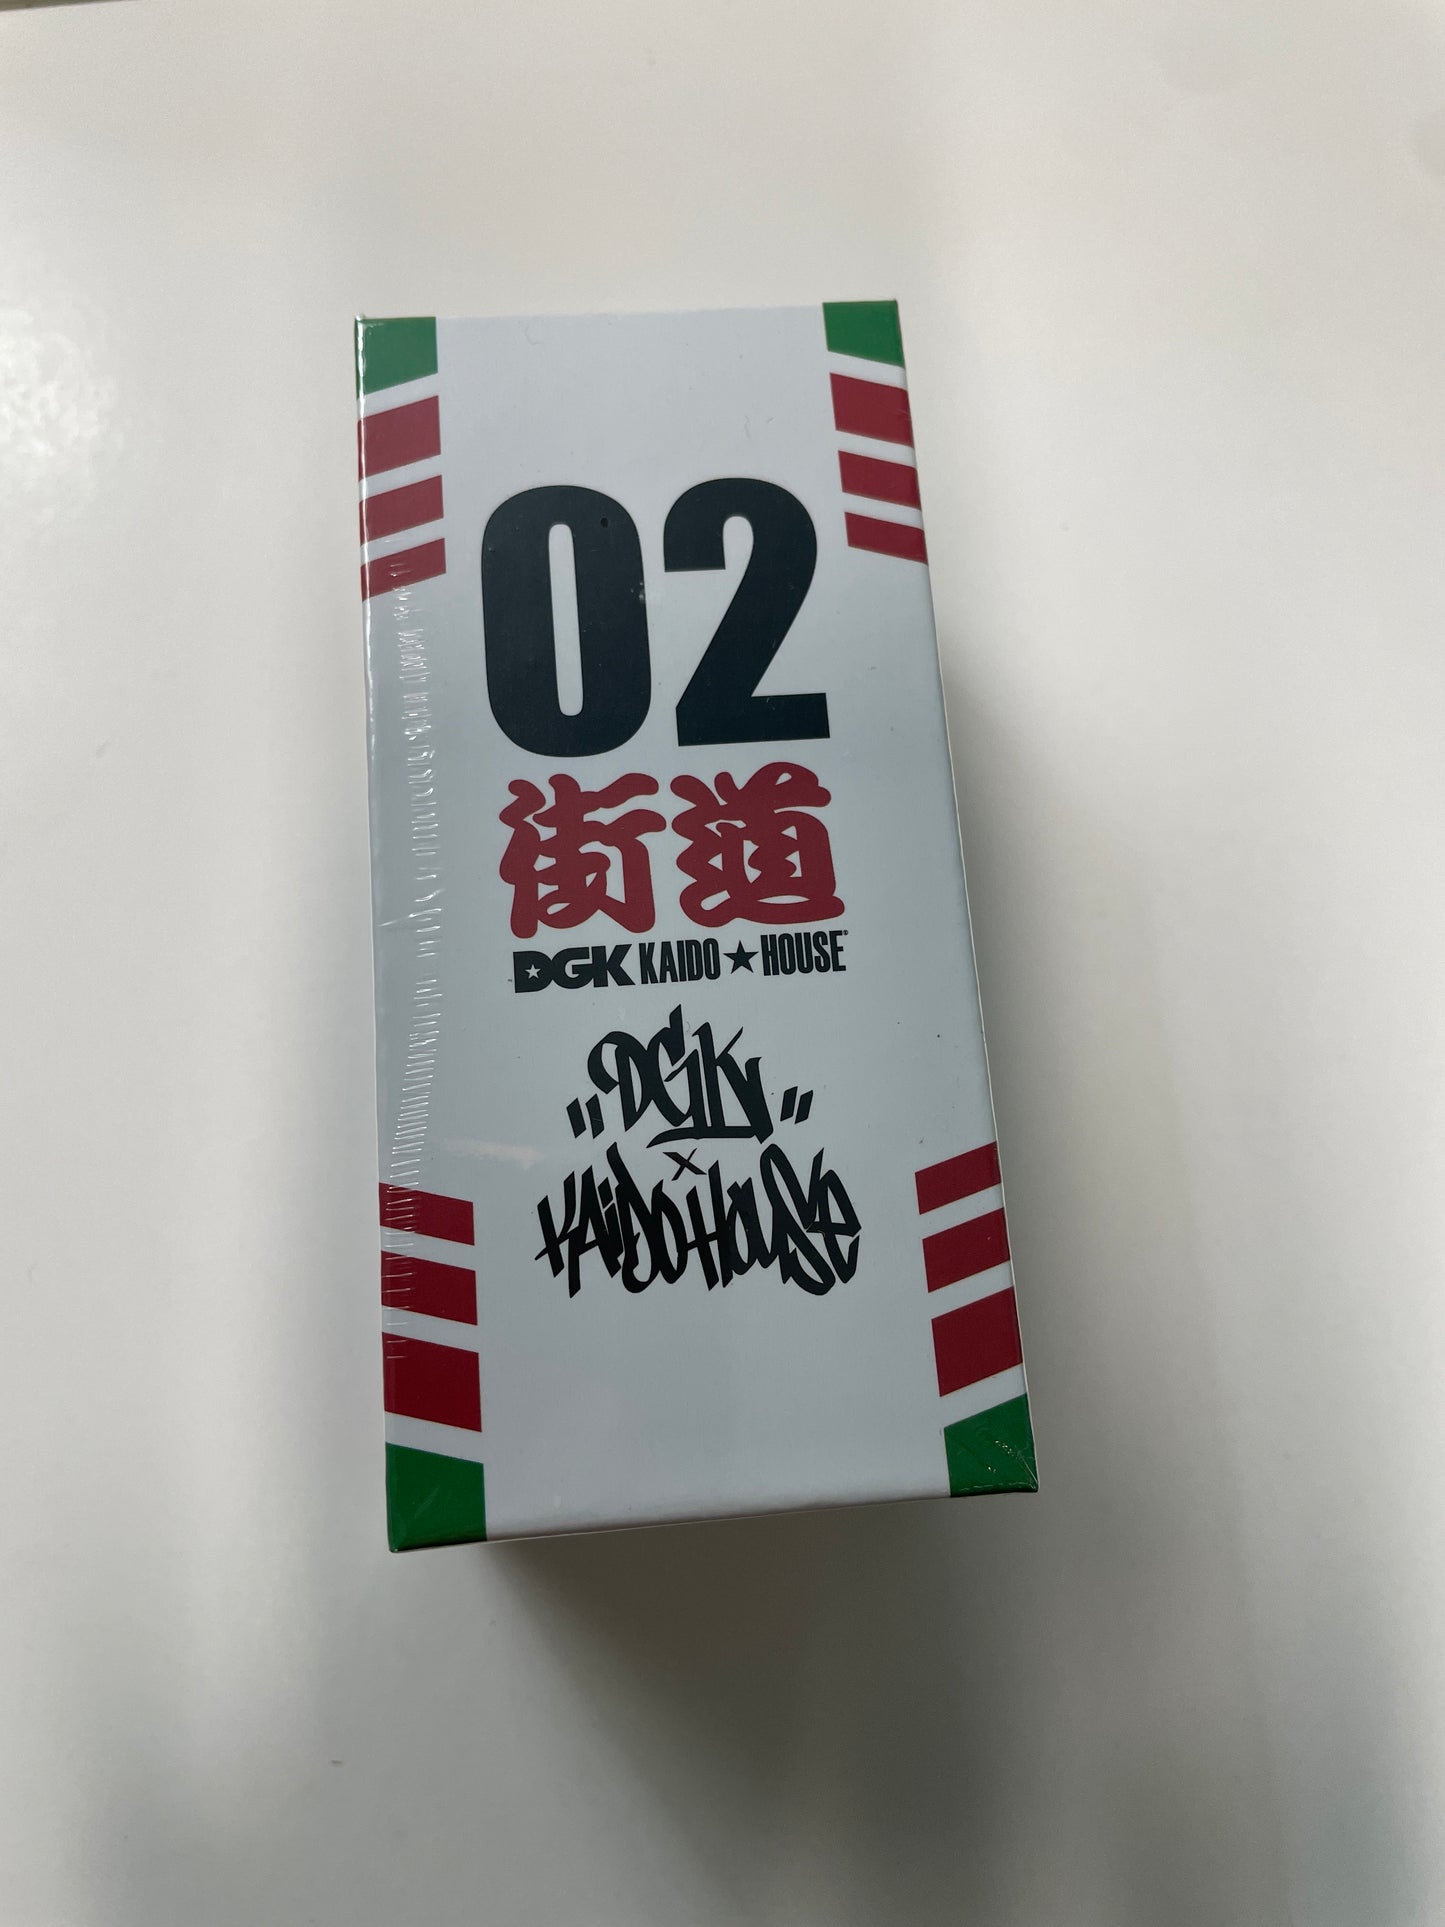 02
街道
DGK KAIDO★HOUSE®
"DGK"
x
KAiDO HOUSe